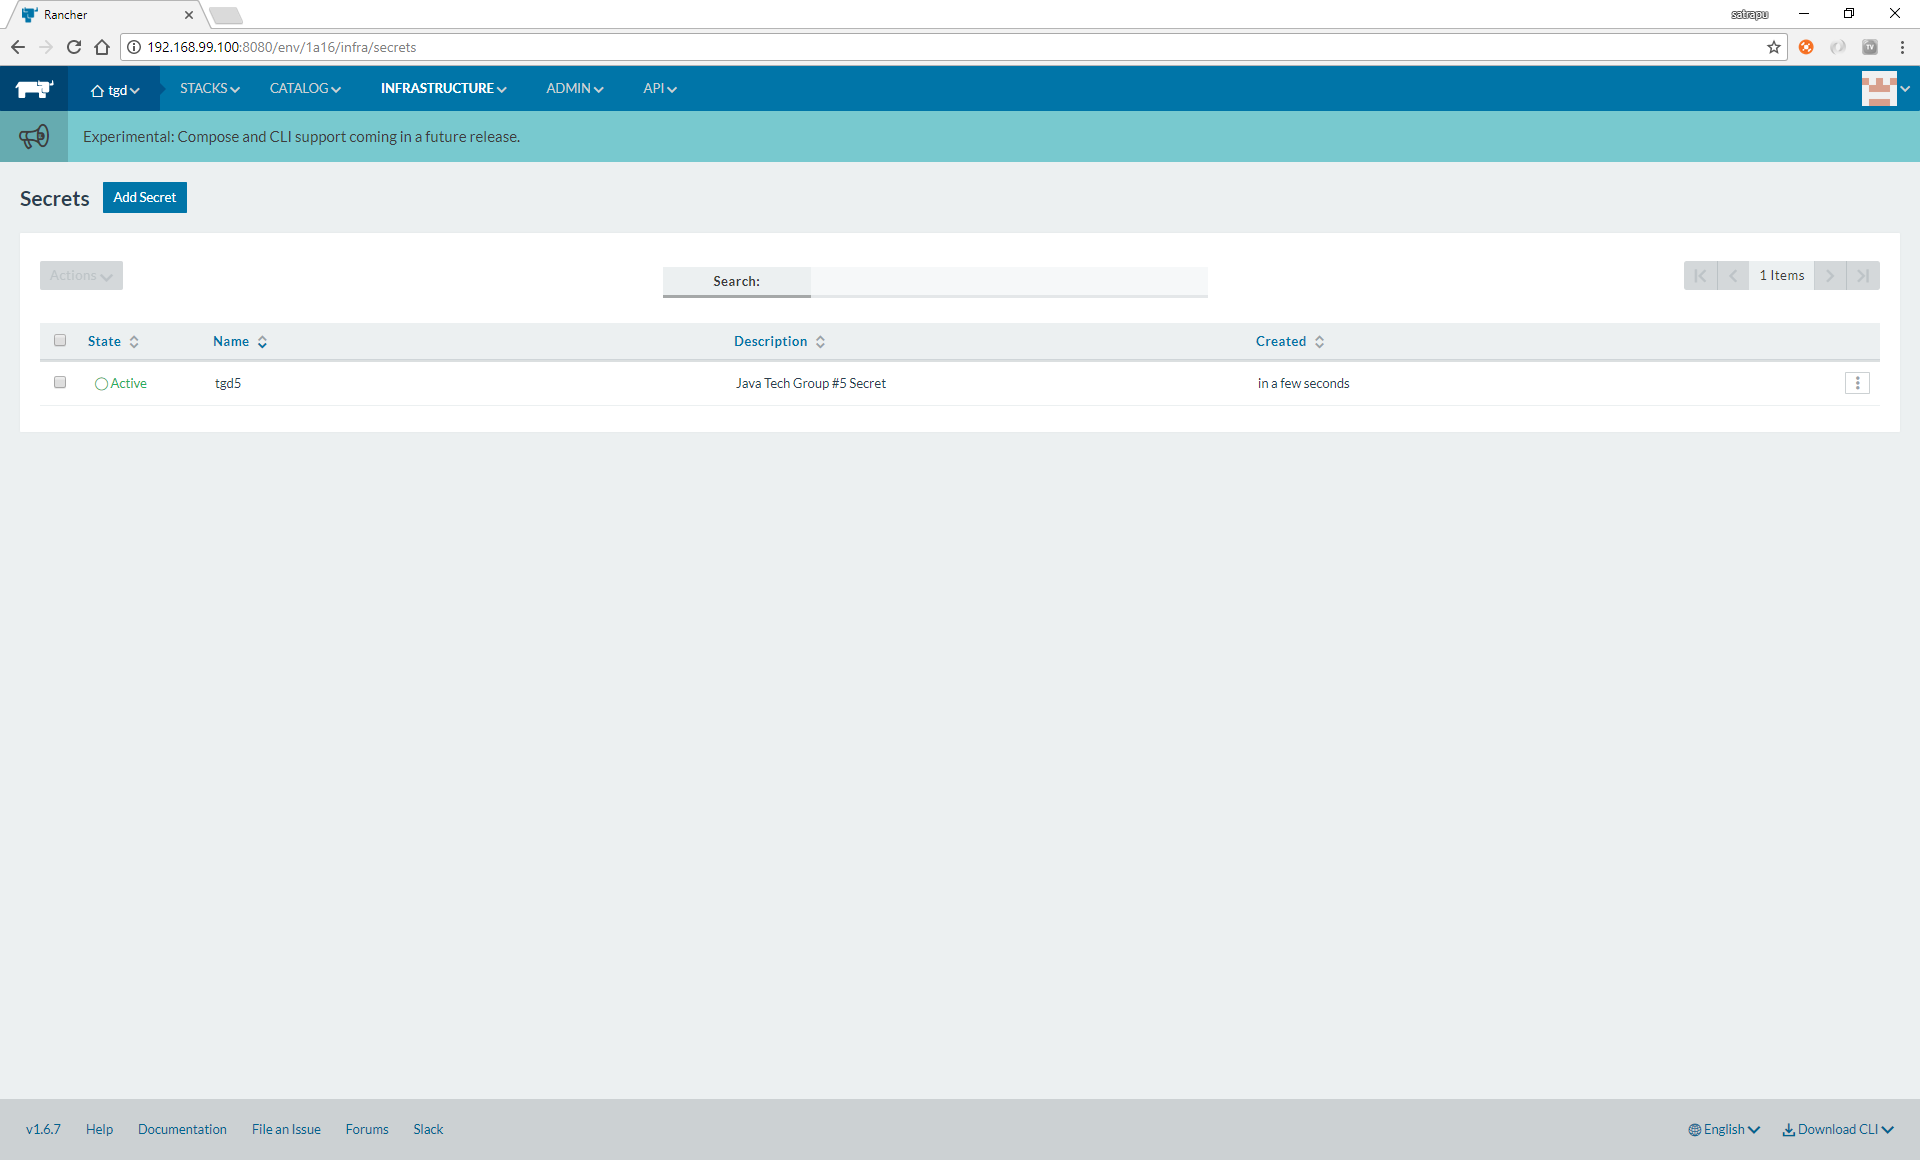 Rancher
satrapu
192.168.99.100:8080/env/1a16/infra/secrets
tgd STACKS CATALOG INFRASTRUCTURE ADMIN API
Experimental: Compose and CLI support coming in a future release.
Secrets Add Secret
Actions Search: 1 Items
State Name Description Created
Active tgd5 Java Tech Group #5 Secret in a few seconds
v1.6.7 Help Documentation File an Issue Forums Slack English Download CLI